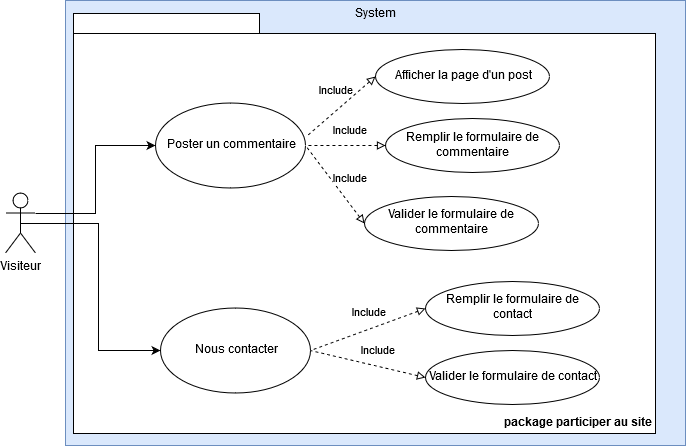 System
Afficher la page d'un post
Include
Poster un commentaire
Include
Remplir le formulaire de
commentaire
Include
Valider le formulaire de
commentaire
Visiteur
Remplir le formulaire de
contact
Include
Nous contacter
Include
Valider le formulaire de contact
package participer au site